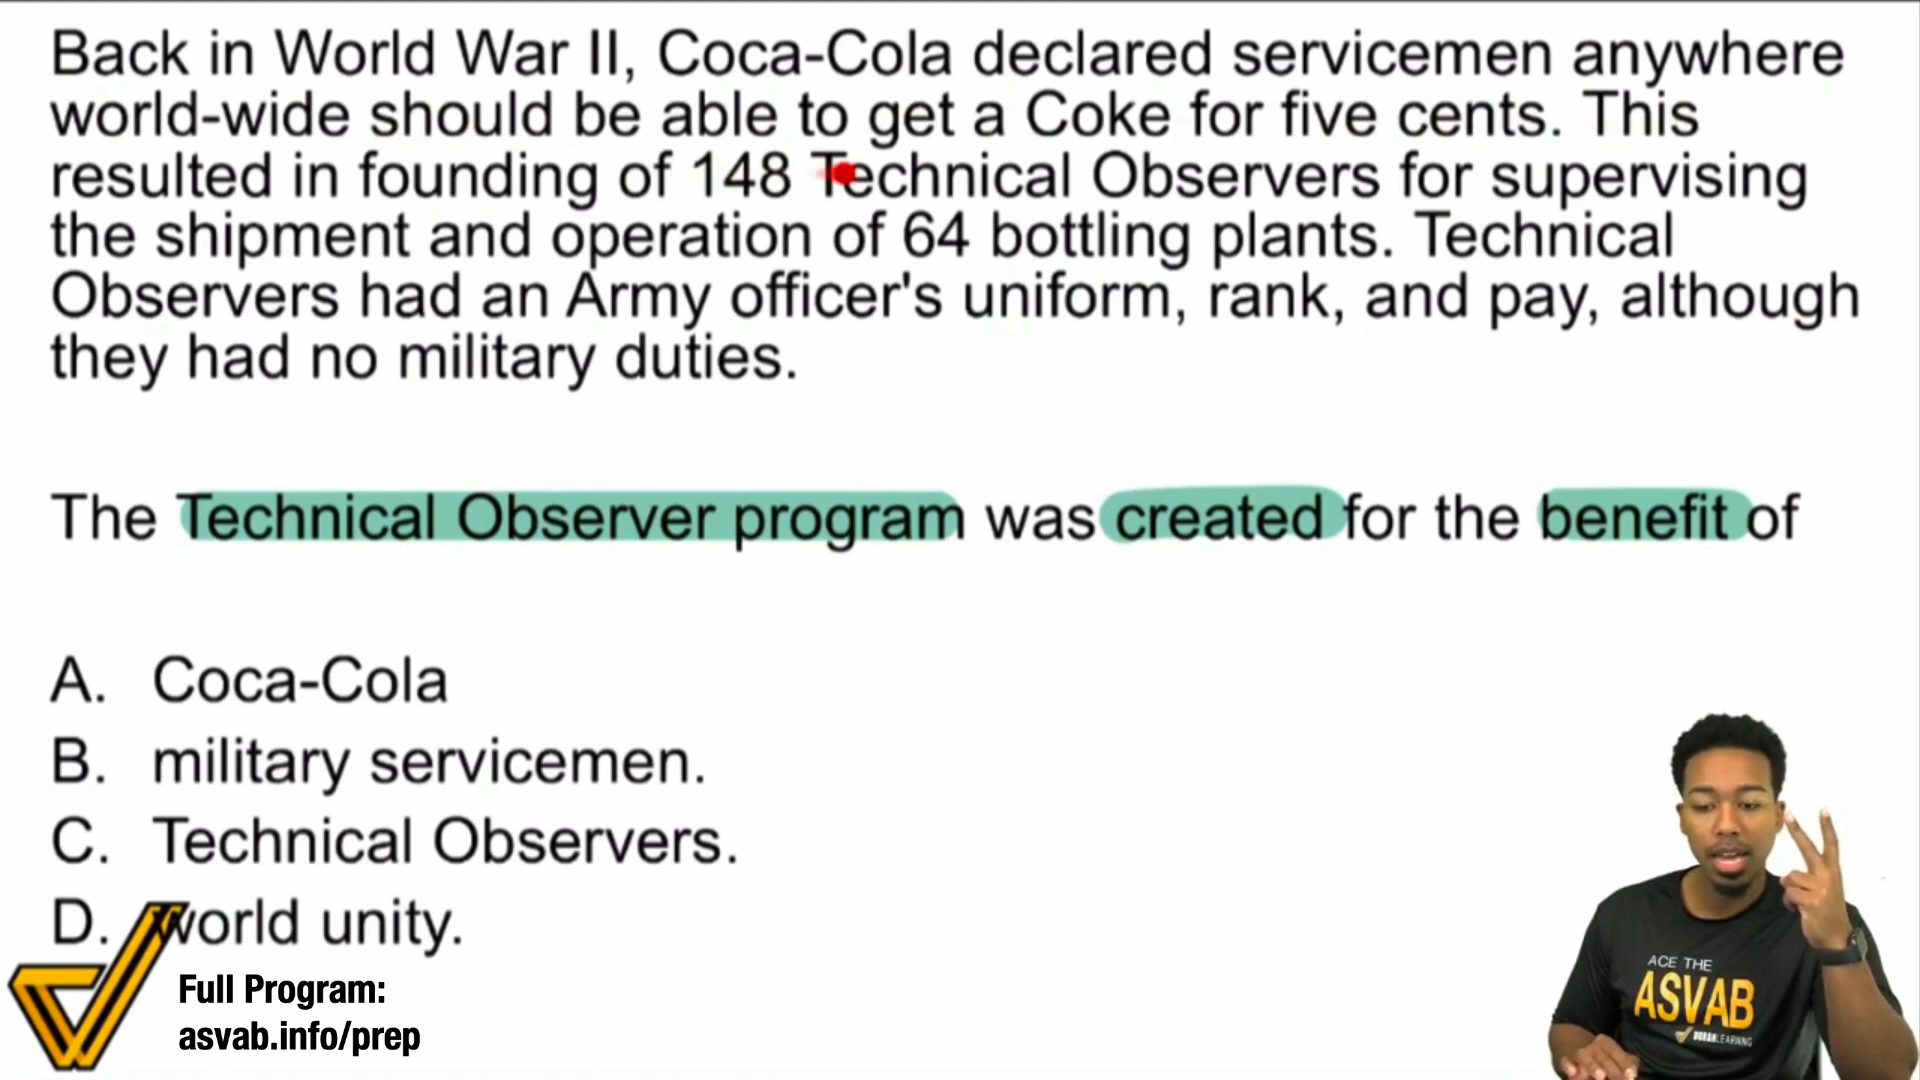 Back in World War II, Coca-Cola declared servicemen anywhere
world-wide should be able to get a Coke for five cents. This
resulted in founding of 148 Technical Observers for supervising
the shipment and operation of 64 bottling plants. Technical
Observers had an Army officer's uniform, rank, and pay, although
they had no military duties.
The Technical Observer program was created for the benefit of
A. Coca-Cola
B. military servicemen.
C. Technical Observers.
D. world unity.
Full Program:
asvab.info/prep
ACE THE
ASVAB
DURAN LEARNING